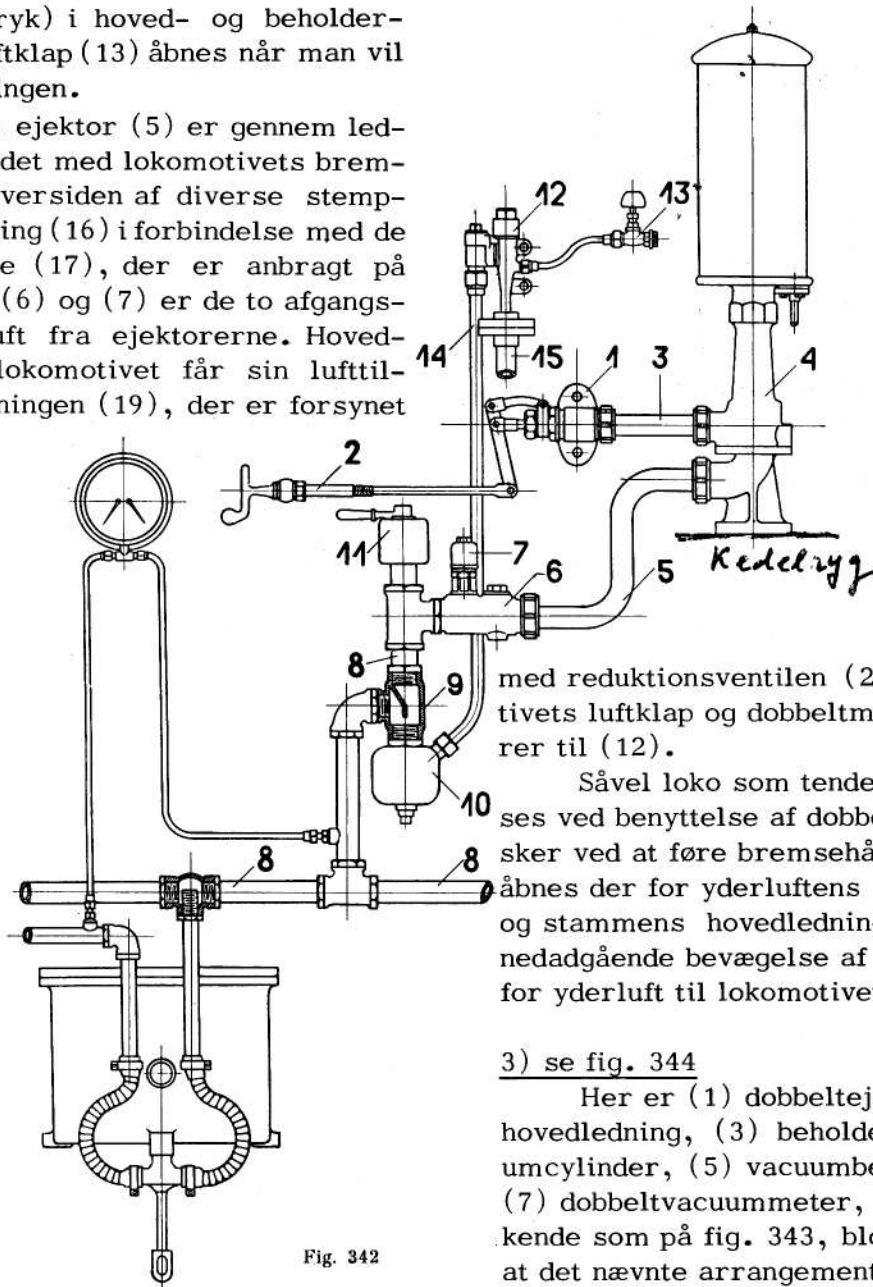 ryk) i hoved- og beholder-
ftklap (13) åbnes når man vil
ingen.
ejektor (5) er gennem led-
det med lokomotivets brem-
versiden af diverse stemp-
ing (16) i forbindelse med de
e (17), der er anbragt på
(6) og (7) er de to afgangs-
uft fra ejektorerne. Hoved-
lokomotivet får sin lufttil-
ningen (19), der er forsynet
12
13
14
15
1
3
4
2
11
7
6
5
Kedelryg
8
9
10
8
8
Fig. 342
med reduktionsventilen (2
tivets luftklap og dobbeltm
rer til (12).
Såvel loko som tende
ses ved benyttelse af dobb
sker ved at føre bremsehå
åbnes der for yderluftens
og stammens hovedlednin
nedadgående bevægelse af
for yderluft til lokomotive
3) se fig. 344
Her er (1) dobbeltej
hovedledning, (3) beholde
umcylinder, (5) vacuumbe
(7) dobbeltvacuummeter,
kende som på fig. 343, blo
at det nævnte arrangement